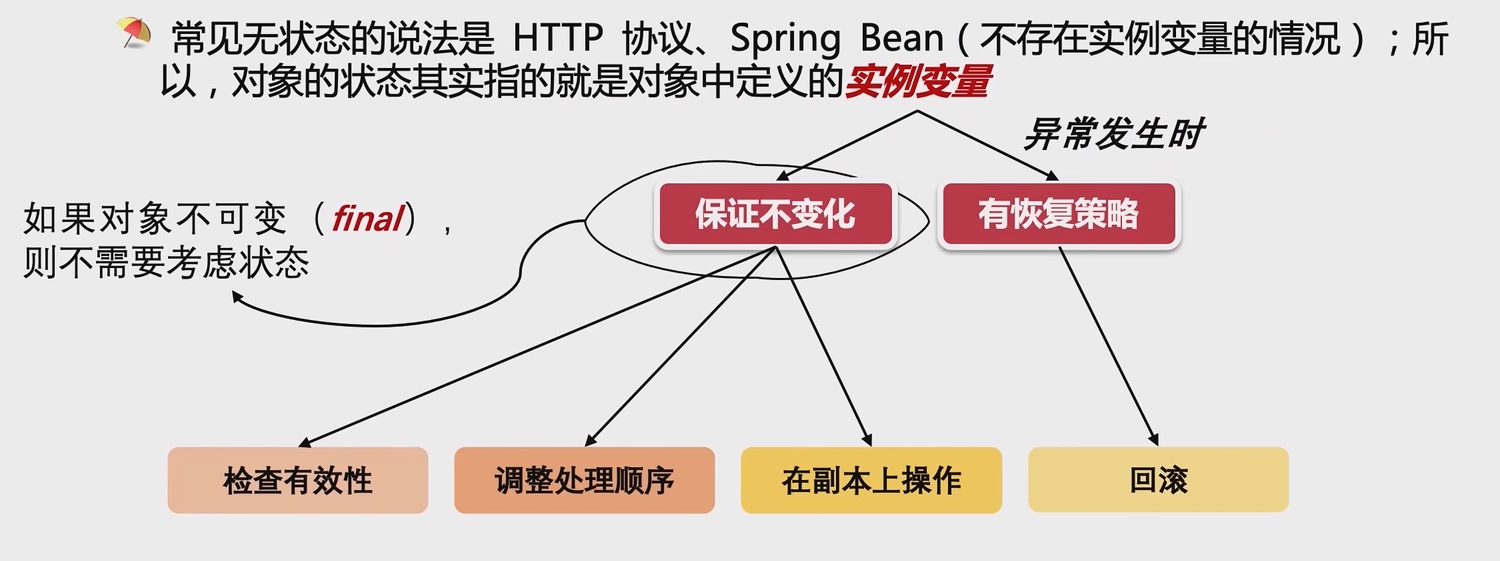 常见无状态的说法是 HTTP 协议、Spring Bean（不存在实例变量的情况）；所
以，对象的状态其实指的就是对象中定义的实例变量
异常发生时
保证不变化
有恢复策略
如果对象不可变（final），
则不需要考虑状态
检查有效性
调整处理顺序
在副本上操作
回滚